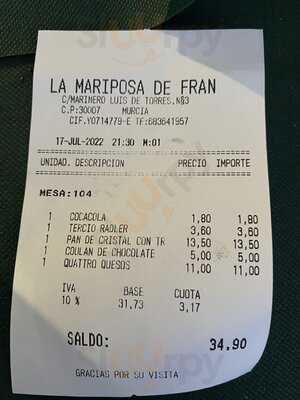 LA MARIPOSA DE FRAN
C/MARINERO LUIS DE TORRES.Nº3
C.P:30007 MURCIA
CIF.Y0714779-E TF:683641957
17-JUL-2022 21:30 M:01
UNIDAD. DESCRIPCION PRECIO IMPORTE
MESA:104
1 COCACOLA 1,80 1,80
1 TERCIO RADLER 3,60 3,60
1 PAN DE CRISTAL CON TR 13,50 13,50
1 COULAN DE CHOCOLATE 5,00 5,00
1 QUATTRO QUESOS 11,00 11,00
IVA BASE CUOTA
10 % 31,73 3,17
SALDO: 34,90
GRACIAS POR SU VISITA